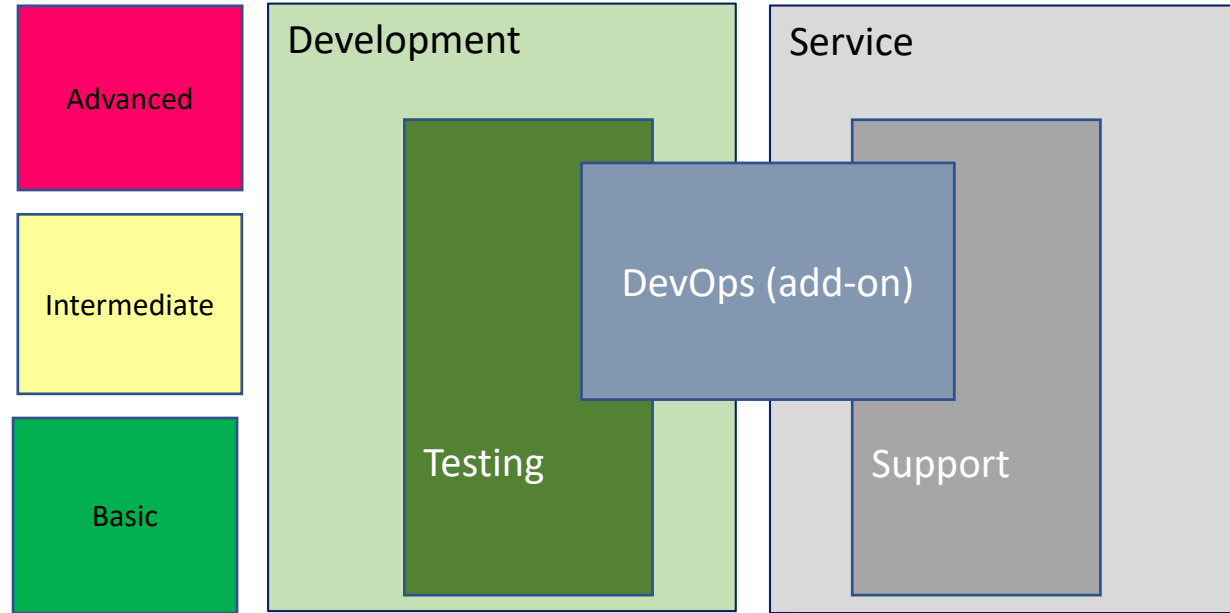 Advanced
Intermediate
Basic
Development
Testing
DevOps (add-on)
Service
Support